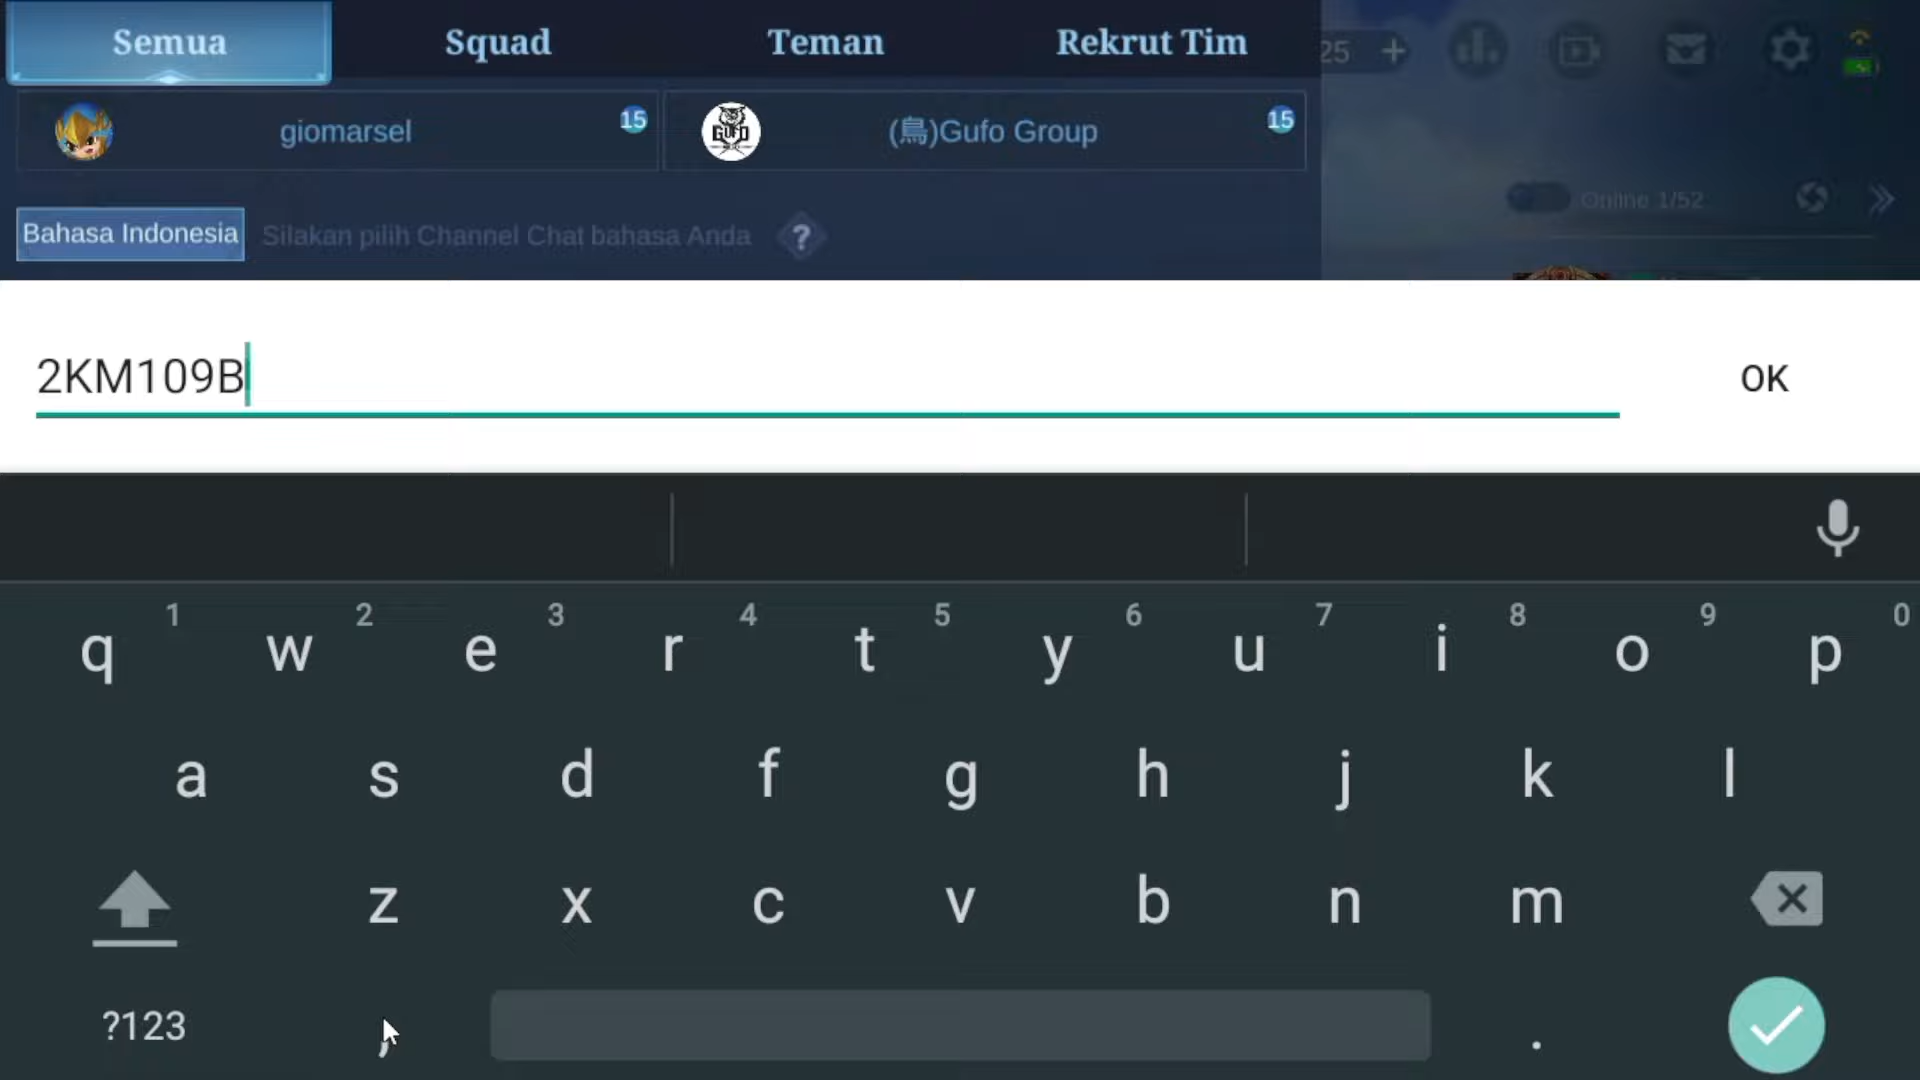 Semua Squad Teman Rekrut Tim
25 +
giomarsel 15 (鳥)Gufo Group 15
GUFO
Bahasa Indonesia Silakan pilih Channel Chat bahasa Anda ?
Online 1/52
2KM109B OK
1 2 3 4 5 6 7 8 9 0
q w e r t y u i o p
a s d f g h j k l
z x c v b n m
?123 , .